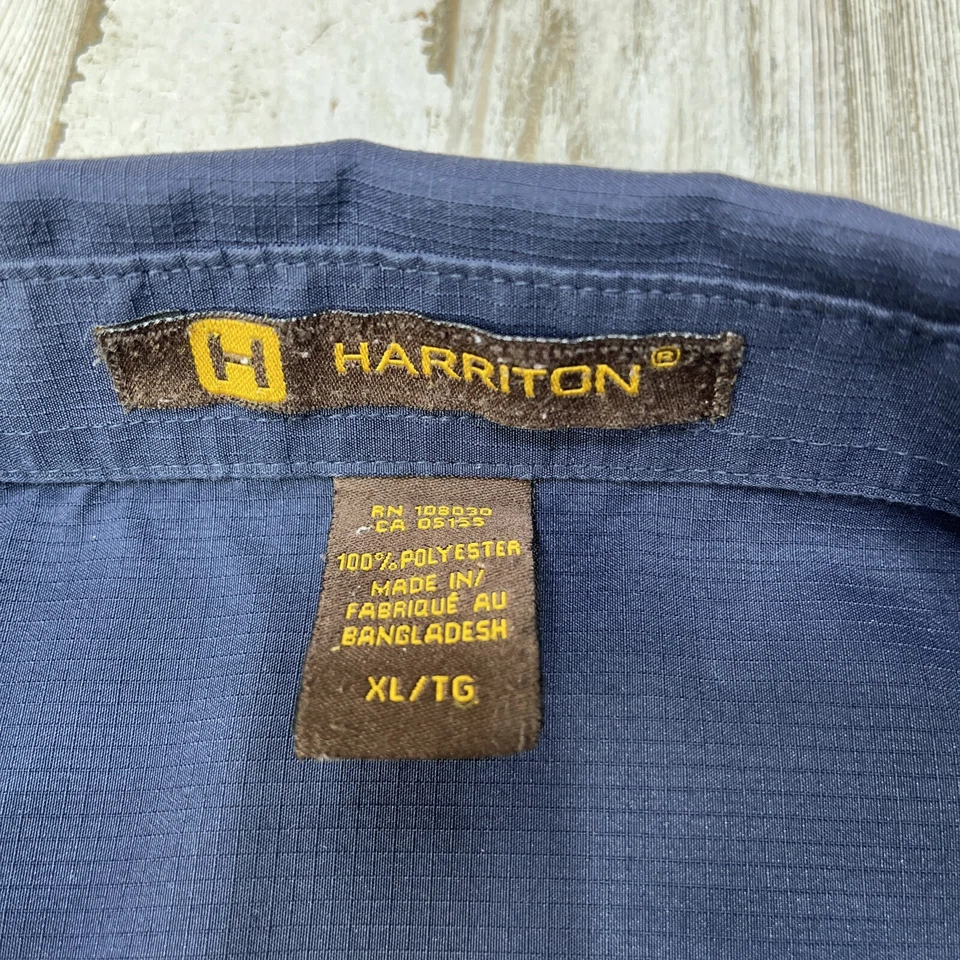 H HARRITON ®
RN 108030
CA 05155
100% POLYESTER
MADE IN/
FABRIQUÉ AU
BANGLADESH
XL/TG